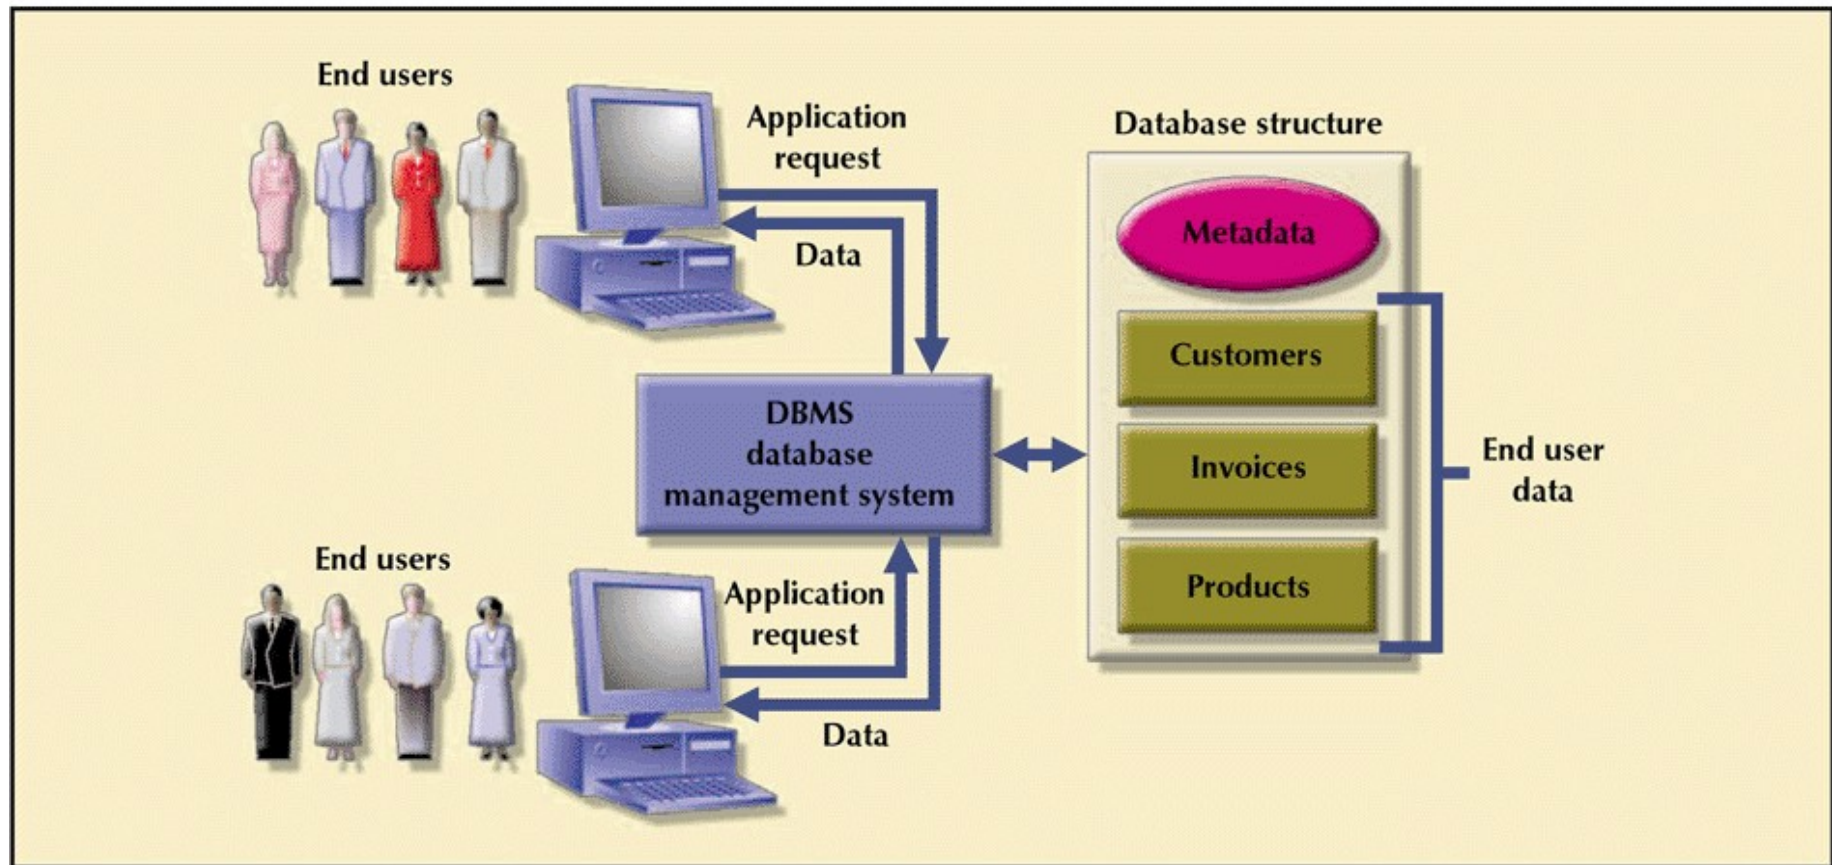 End users
Application
request
Data
Database structure
Metadata
Customers
Invoices
Products
End user
data
DBMS
database
management system
End users
Application
request
Data